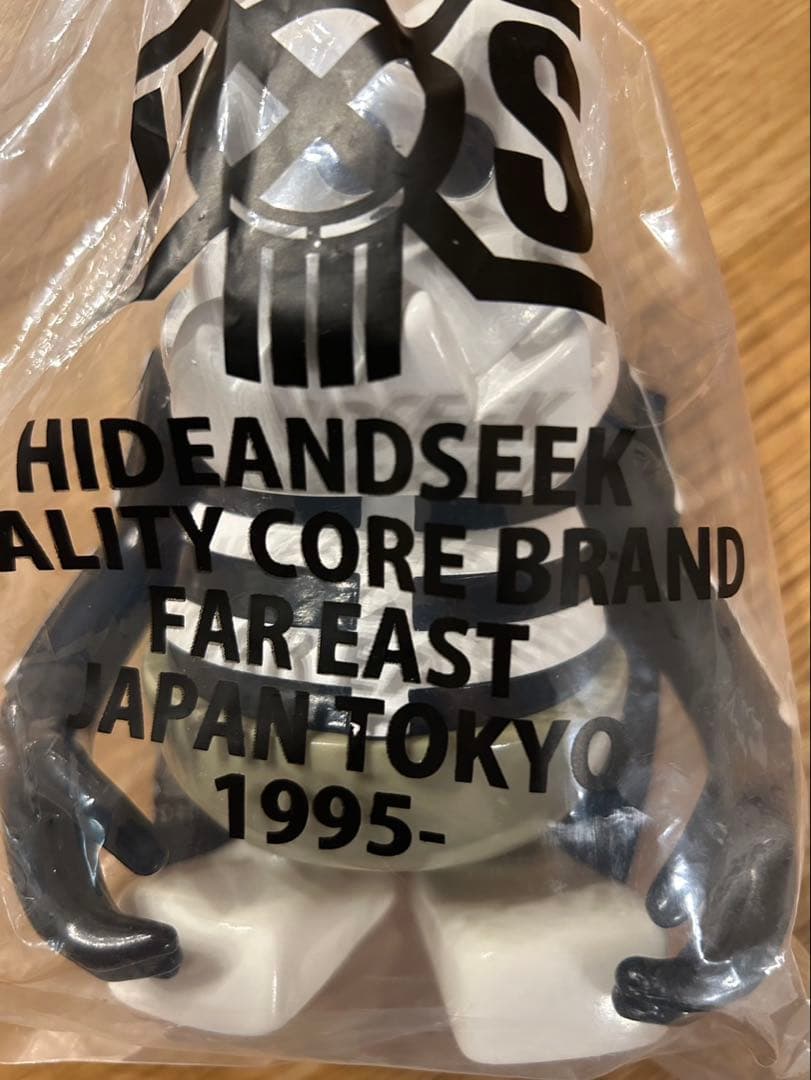 S
HIDEANDSEEK
ALITY CORE BRAND
FAR EAST
JAPAN TOKYO
1995-